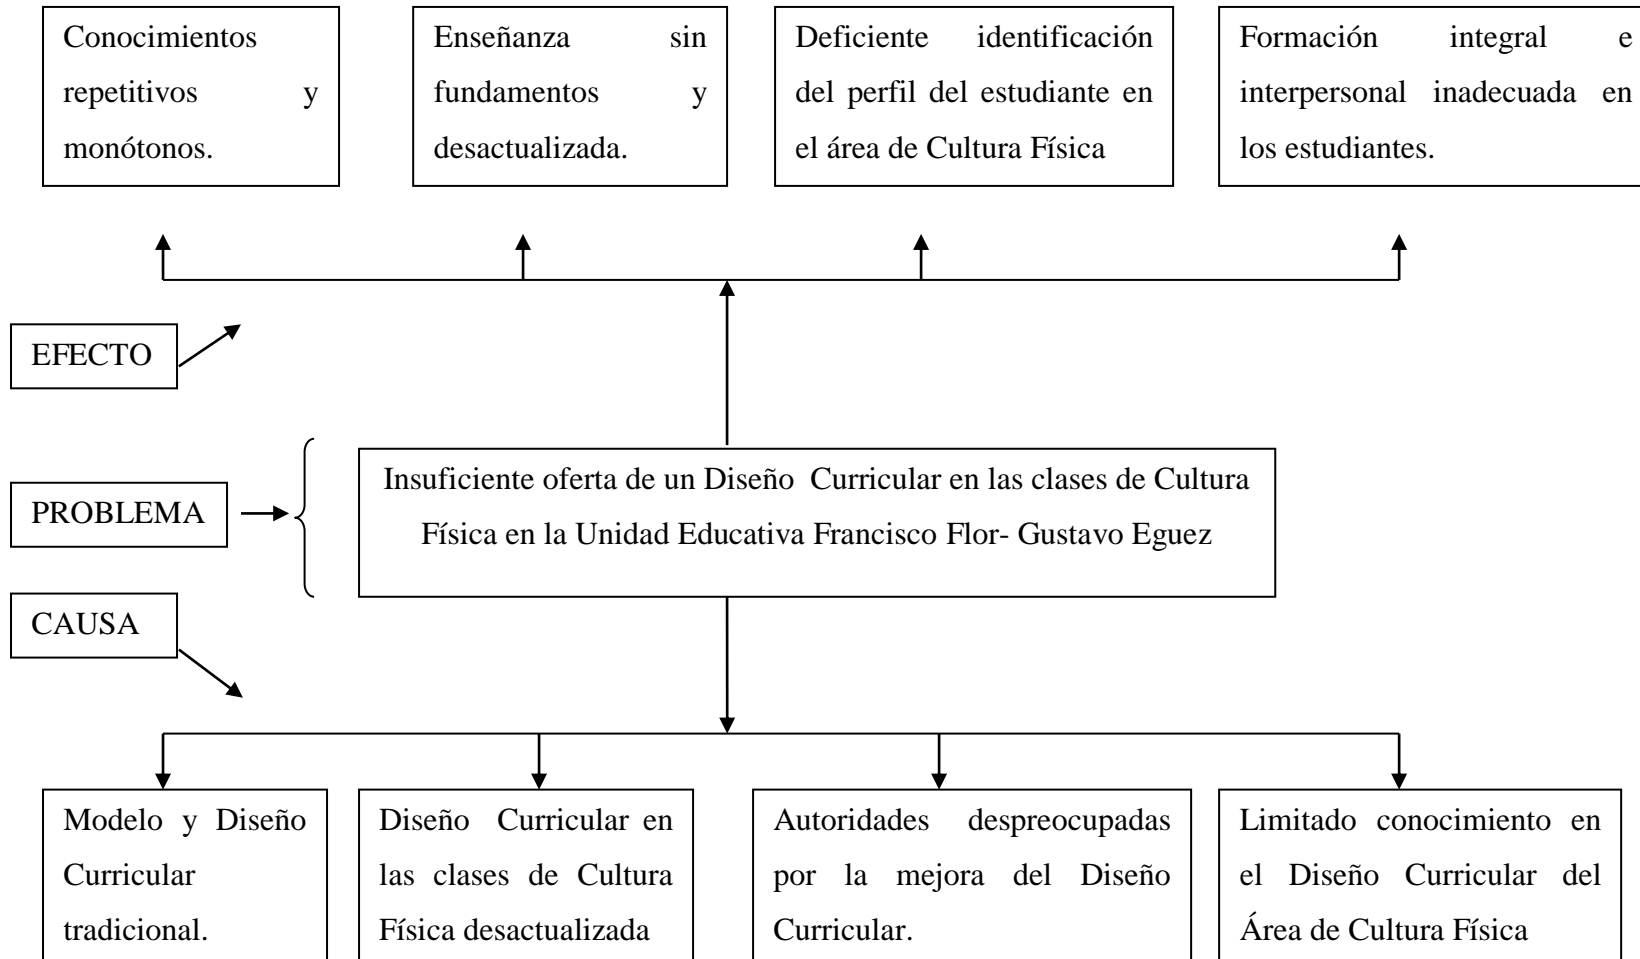 Conocimientos
repetitivos y
monótonos.
Enseñanza sin
fundamentos y
desactualizada.
Deficiente identificación
del perfil del estudiante en
el área de Cultura Física
Formación integral e
interpersonal inadecuada en
los estudiantes.
EFECTO
PROBLEMA
Insuficiente oferta de un Diseño Curricular en las clases de Cultura
Física en la Unidad Educativa Francisco Flor- Gustavo Eguez
CAUSA
Modelo y Diseño
Curricular
tradicional.
Diseño Curricular en
las clases de Cultura
Física desactualizada
Autoridades despreocupadas
por la mejora del Diseño
Curricular.
Limitado conocimiento en
el Diseño Curricular del
Área de Cultura Física